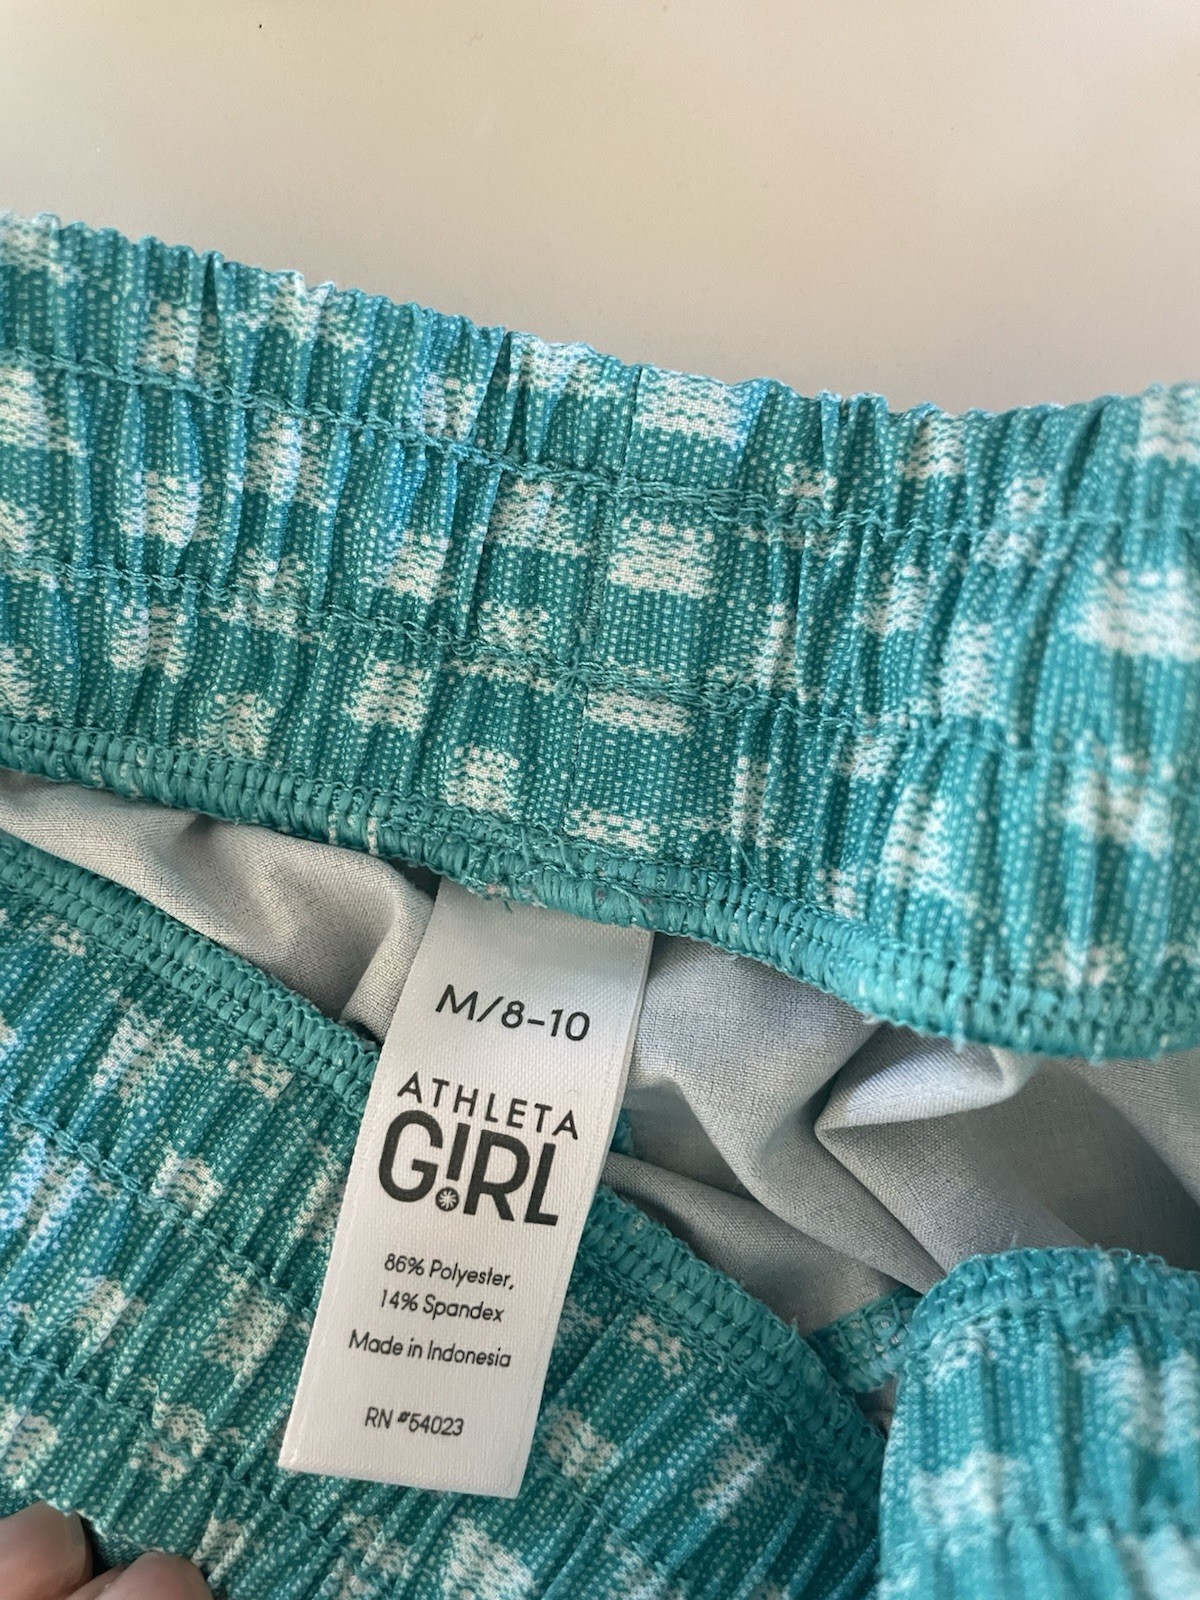 M/8-10
ATHLETA
G!RL
86% Polyester,
14% Spandex
Made in Indonesia
RN #54023